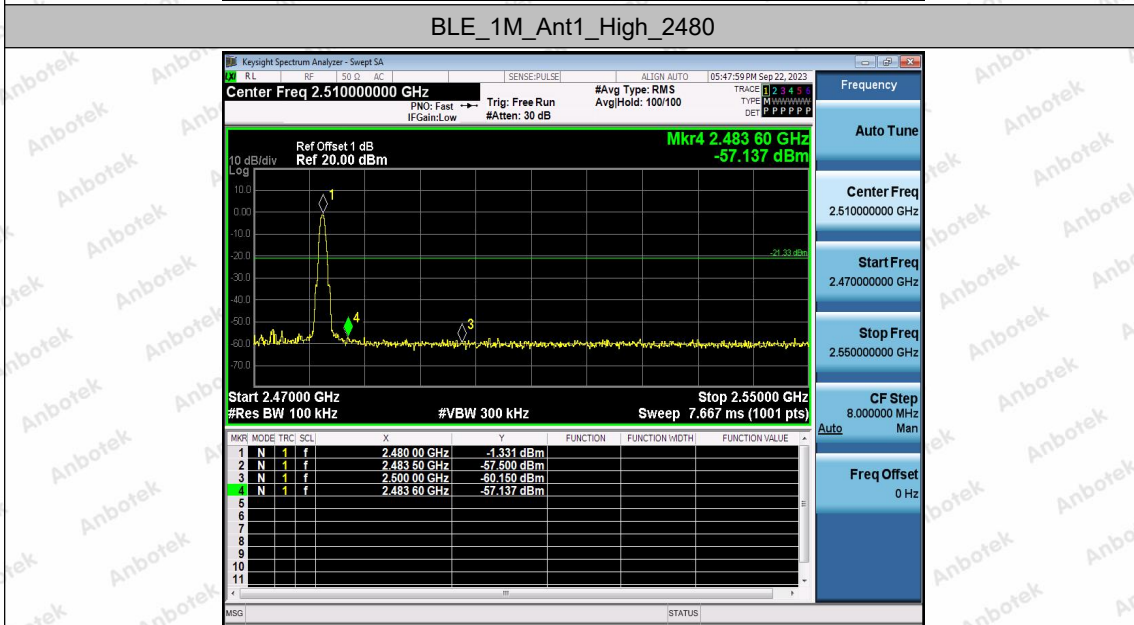 BLE_1M_Ant1_High_2480
Keysight Spectrum Analyzer - Swept SA
LXI RL RF 50 Ω AC SENSE:PULSE ALIGN AUTO 05:47:59 PM Sep 22, 2023
Center Freq 2.510000000 GHz
PNO: Fast
IFGain:Low
Trig: Free Run
#Atten: 30 dB
#Avg Type: RMS
Avg|Hold: 100/100
TRACE 1 2 3 4 5 6
TYPE M W W W W W
DET P P P P P P
Frequency
Auto Tune
Center Freq
2.510000000 GHz
Start Freq
2.470000000 GHz
Stop Freq
2.550000000 GHz
CF Step
8.000000 MHz
Auto Man
Freq Offset
0 Hz
Mkr4 2.483 60 GHz
-57.137 dBm
Ref Offset 1 dB
10 dB/div Ref 20.00 dBm
Log
10.0
0.00
-10.0
-20.0
-30.0
-40.0
-50.0
-60.0
-70.0
1
4
3
-21.33 dBm
Start 2.47000 GHz Stop 2.55000 GHz
#Res BW 100 kHz #VBW 300 kHz Sweep 7.667 ms (1001 pts)
MKR MODE TRC SCL X Y FUNCTION FUNCTION WIDTH FUNCTION VALUE
1 N 1 f 2.480 00 GHz -1.331 dBm
2 N 1 f 2.483 50 GHz -57.500 dBm
3 N 1 f 2.500 00 GHz -60.150 dBm
4 N 1 f 2.483 60 GHz -57.137 dBm
5
6
7
8
9
10
11
MSG STATUS
Anbotek